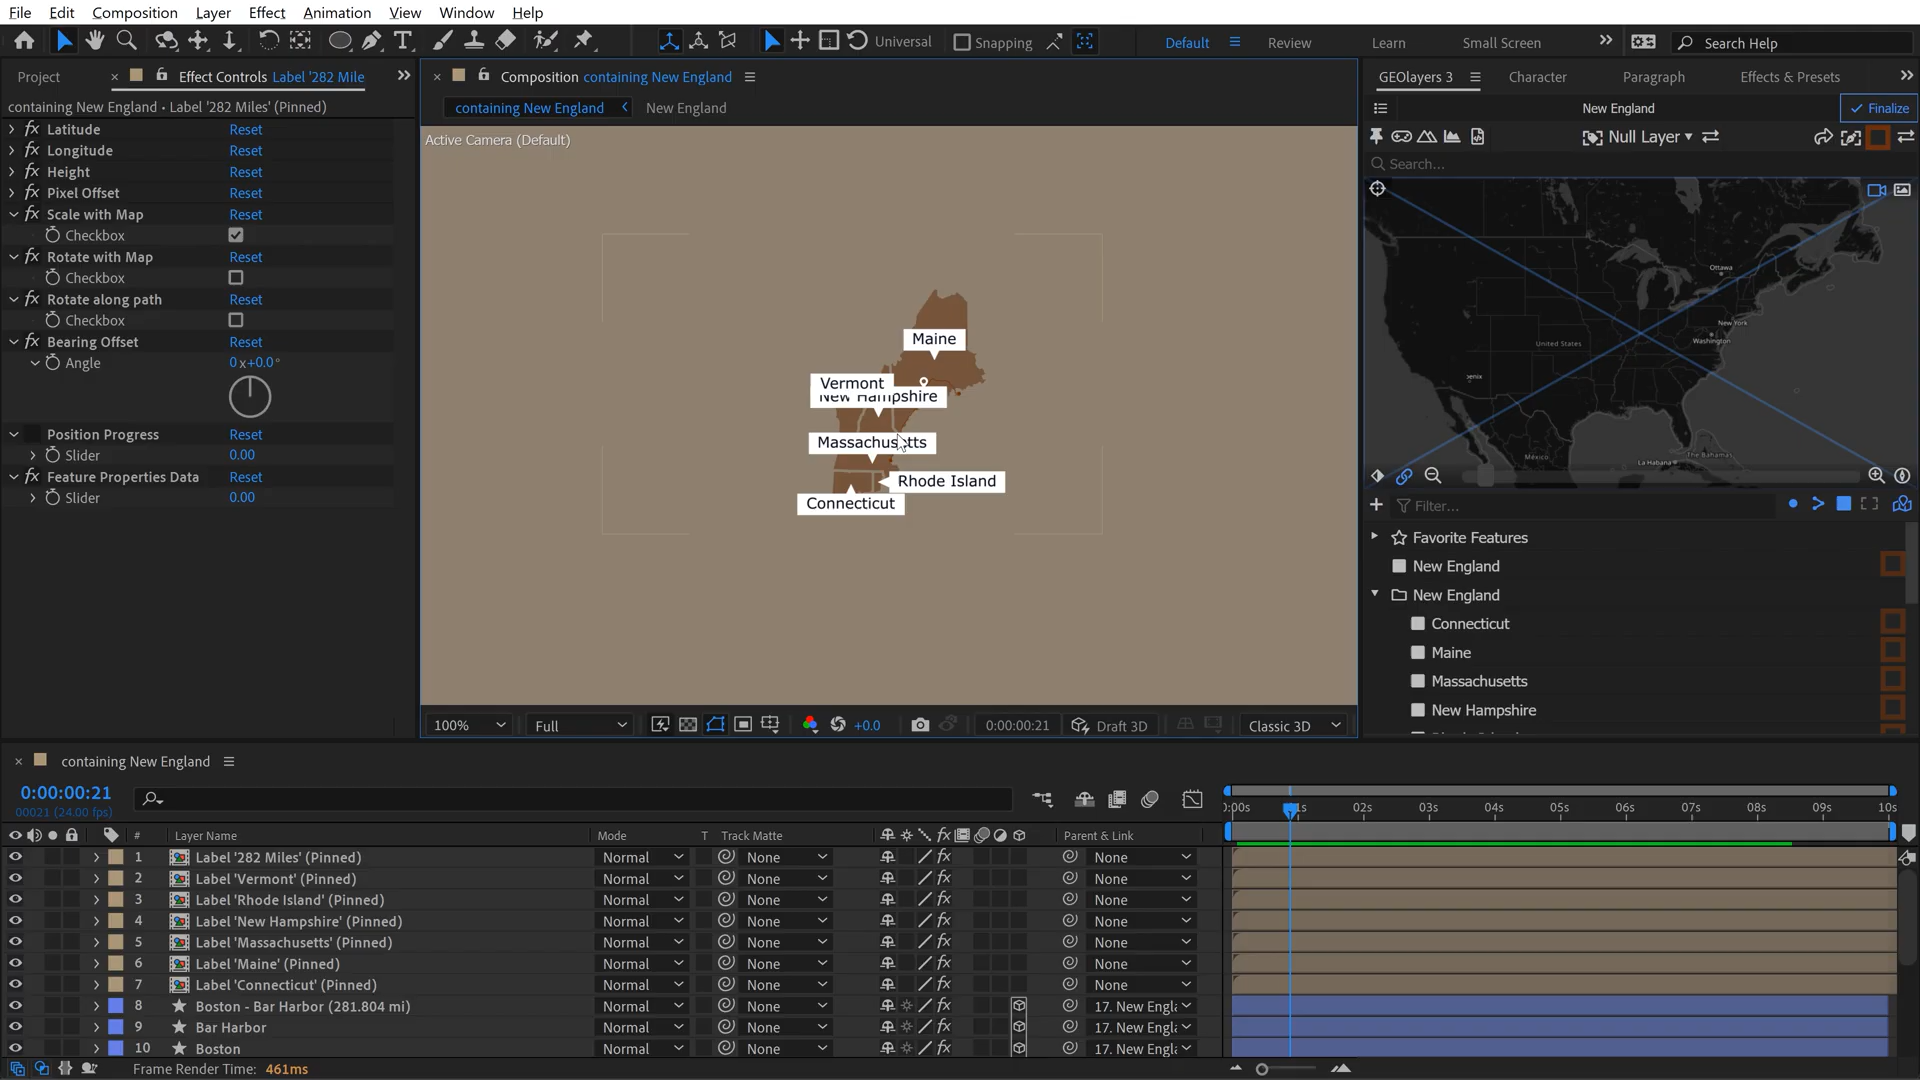 File Edit Composition Layer Effect Animation View Window Help
Universal Snapping Default Review Learn Small Screen Search Help
Project Effect Controls Label '282 Mile
containing New England • Label '282 Miles' (Pinned)
Latitude Reset
Longitude Reset
Height Reset
Pixel Offset Reset
Scale with Map Reset
Checkbox
Rotate with Map Reset
Checkbox
Rotate along path Reset
Checkbox
Bearing Offset Reset
Angle 0x+0.0°
Position Progress Reset
Slider 0.00
Feature Properties Data Reset
Slider 0.00
Composition containing New England
containing New England New England
Active Camera (Default)
Maine
Vermont
New Hampshire
Massachusetts
Rhode Island
Connecticut
100% Full +0.0 0:00:00:21 Draft 3D Classic 3D
GEOlayers 3 Character Paragraph Effects & Presets
New England Finalize
Null Layer
Search...
Ottawa
New York
United States
Washington
México
La Habana
The Bahamas
Filter...
Favorite Features
New England
New England
Connecticut
Maine
Massachusetts
New Hampshire
containing New England
0:00:00:21
00021 (24.00 fps)
01s 02s 03s 04s 05s 06s 07s 08s 09s 10s
# Layer Name Mode T Track Matte Parent & Link
1 Label '282 Miles' (Pinned) Normal None None
2 Label 'Vermont' (Pinned) Normal None None
3 Label 'Rhode Island' (Pinned) Normal None None
4 Label 'New Hampshire' (Pinned) Normal None None
5 Label 'Massachusetts' (Pinned) Normal None None
6 Label 'Maine' (Pinned) Normal None None
7 Label 'Connecticut' (Pinned) Normal None None
8 Boston - Bar Harbor (281.804 mi) Normal None 17. New Engl
9 Bar Harbor Normal None 17. New Engl
10 Boston Normal None 17. New Engl
Frame Render Time: 461ms